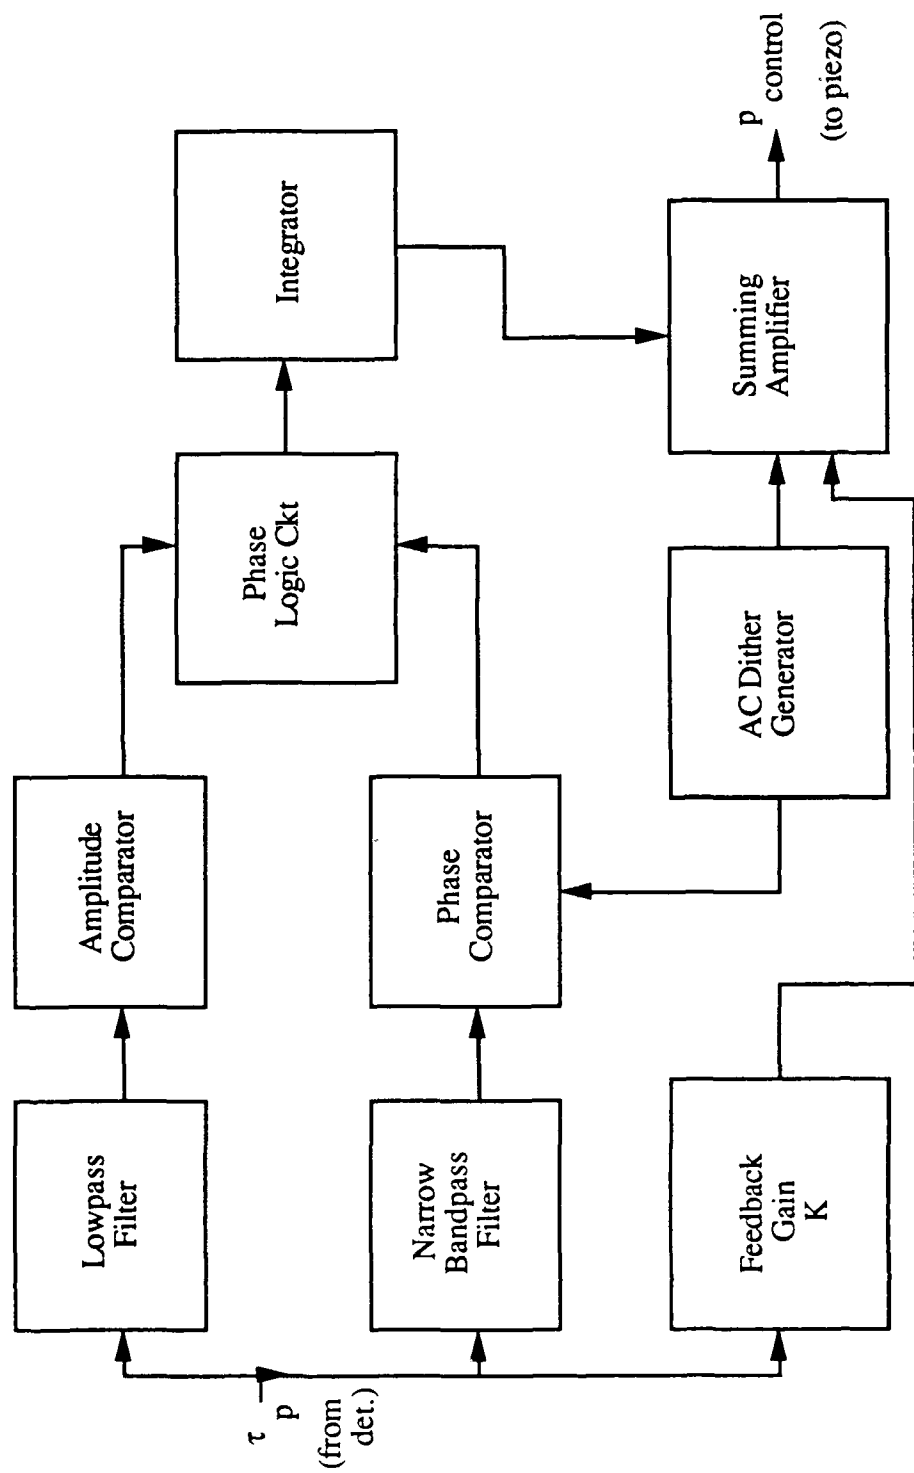 τ
p
(from
det.)
Lowpass
Filter
Amplitude
Comparator
Phase
Logic Ckt
Integrator
Narrow
Bandpass
Filter
Phase
Comparator
Feedback
Gain
K
AC Dither
Generator
Summing
Amplifier
p control
(to piezo)